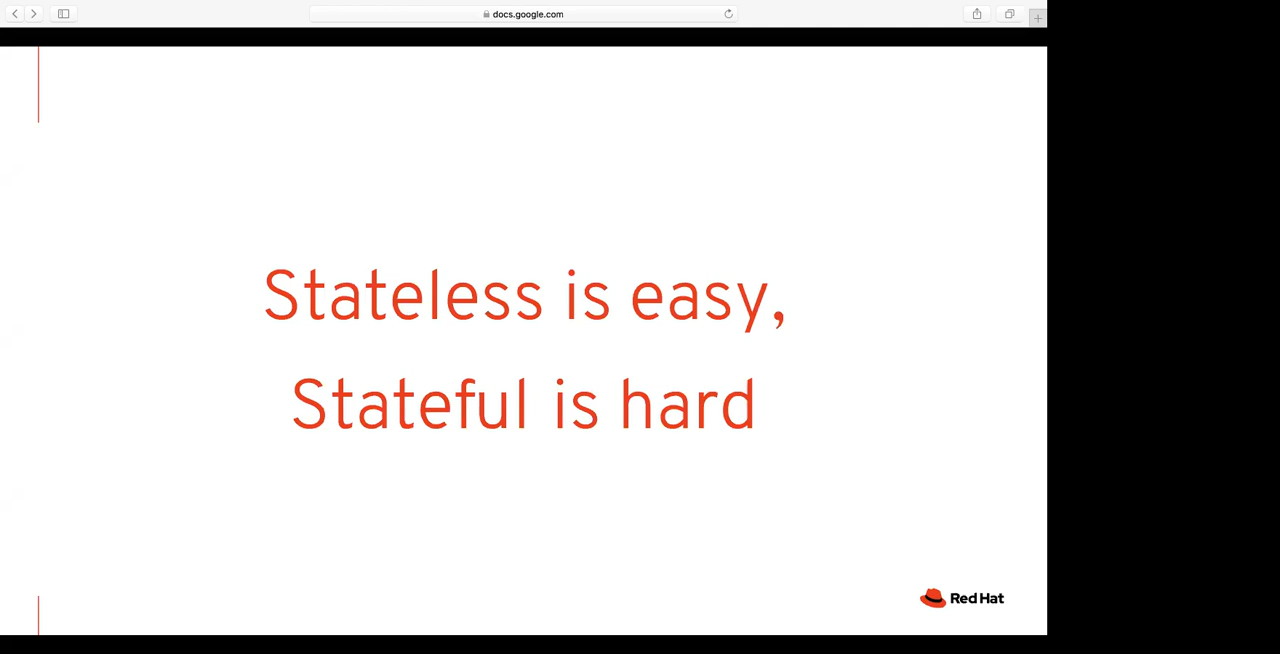 docs.google.com
Stateless is easy,
Stateful is hard
Red Hat